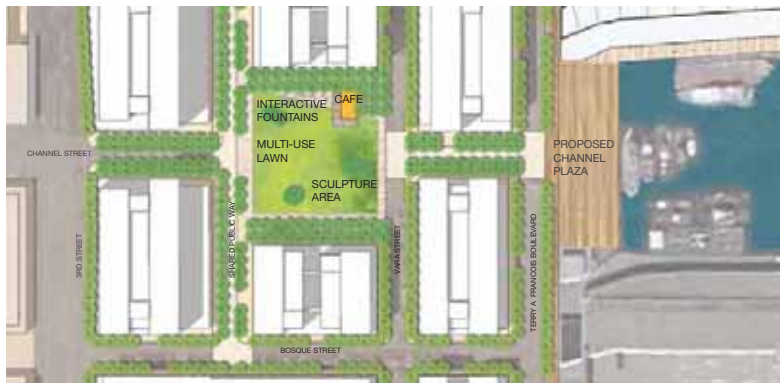 INTERACTIVE
FOUNTAINS
CAFE
CHANNEL STREET
MULTI-USE
LAWN
PROPOSED
CHANNEL
PLAZA
SCULPTURE
AREA
3RD STREET
SHARED PUBLIC WAY
VARA STREET
TERRY A FRANCOIS BOULEVARD
BOSQUE STREET